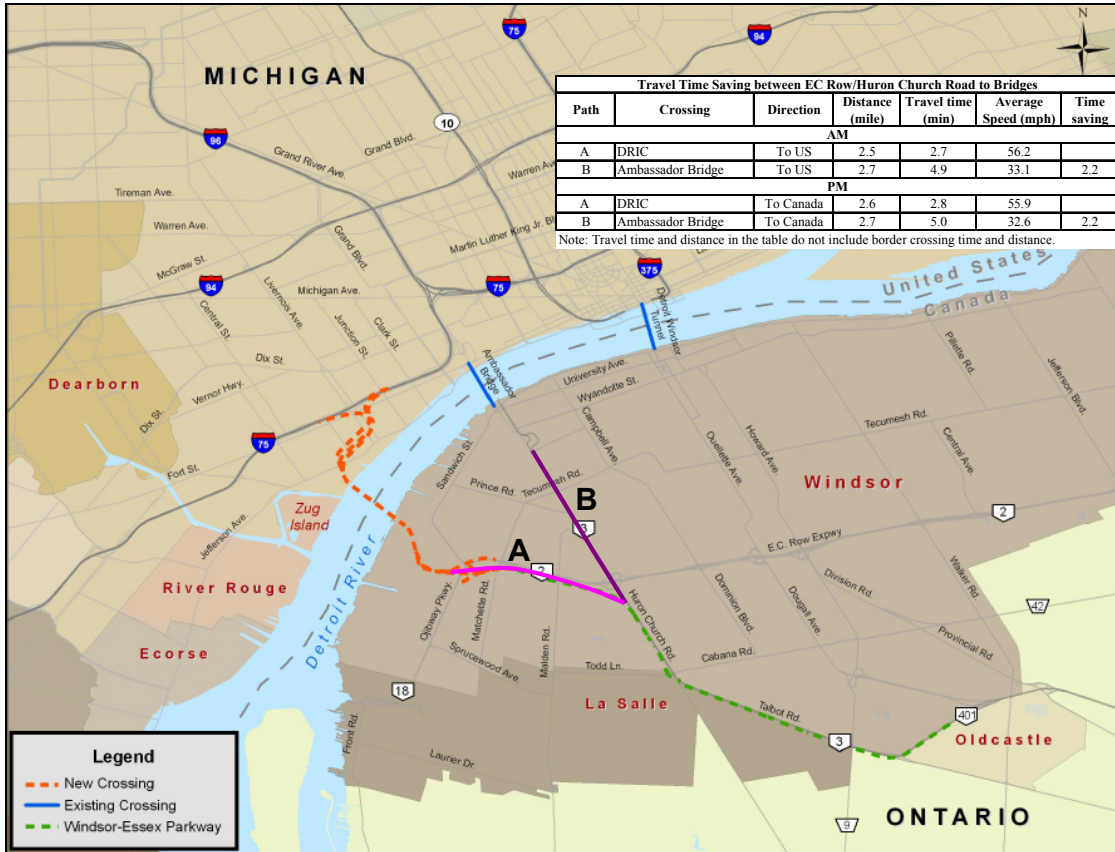 75
94
N
MICHIGAN
Travel Time Saving between EC Row/Huron Church Road to Bridges
Path Crossing Direction Distance (mile) Travel time (min) Average Speed (mph) Time saving
AM
A DRIC To US 2.5 2.7 56.2
B Ambassador Bridge To US 2.7 4.9 33.1 2.2
PM
A DRIC To Canada 2.6 2.8 55.9
B Ambassador Bridge To Canada 2.7 5.0 32.6 2.2
Note: Travel time and distance in the table do not include border crossing time and distance.
10
96
Grand River Ave.
Grand Blvd.
Warren Ave.
Tireman Ave.
Warren Ave.
Grand Blvd.
Martin Luther King Jr. Bl
McGraw St.
94
Livernois Ave.
Michigan Ave.
75
375
Central St.
Junction St.
Clark St.
United States
Canada
Detroit Windsor
Tunnel
Dix St.
Ambassador
Bridge
University Ave.
Wyandotte St.
Pillette Rd.
Jefferson Blvd.
Dearborn
Vernor Hwy.
Dix St.
75
Fort St.
Sandwich St.
Campbell Ave.
Ouellette Ave.
Howard Ave.
Tecumesh Rd.
Central Ave.
Prince Rd.
Tecumesh Rd.
Windsor
B
3
2
Zug
Island
Jefferson Ave.
E.C. Row Expwy
A
2
River Rouge
Detroit River
Ojibway Pkwy.
Matchette Rd.
Huron Church Rd.
Dominion Blvd.
Dougall Ave.
Division Rd.
Walker Rd.
42
Provincial Rd.
Ecorse
Sprucewood Ave.
Malden Rd.
Todd Ln.
Cabana Rd.
18
La Salle
Talbot Rd.
401
Front Rd.
3
Oldcastle
Laurier Dr.
Legend
New Crossing
Existing Crossing
Windsor-Essex Parkway
9
ONTARIO